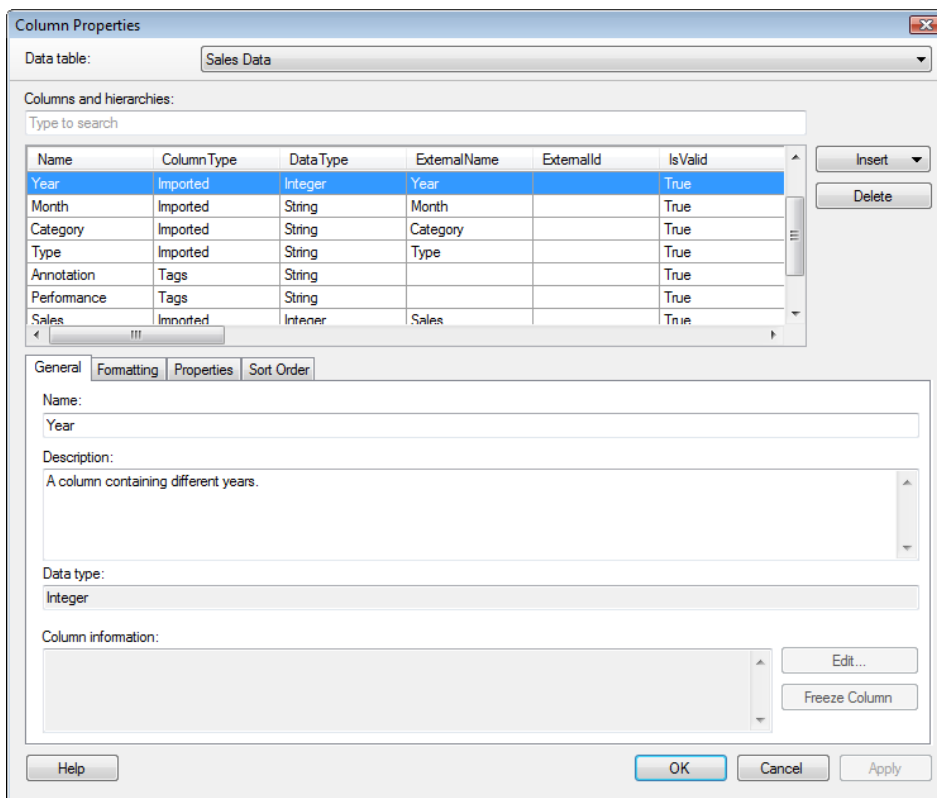 Column Properties
Data table: Sales Data
Columns and hierarchies:
Type to search
Name ColumnType DataType ExternalName ExternalId IsValid
Insert
Year Imported Integer Year True
Delete
Month Imported String Month True
Category Imported String Category True
Type Imported String Type True
Annotation Tags String True
Performance Tags String True
Sales Imported Integer Sales True
General Formatting Properties Sort Order
Name:
Year
Description:
A column containing different years.
Data type:
Integer
Column information:
Edit...
Freeze Column
Help OK Cancel Apply